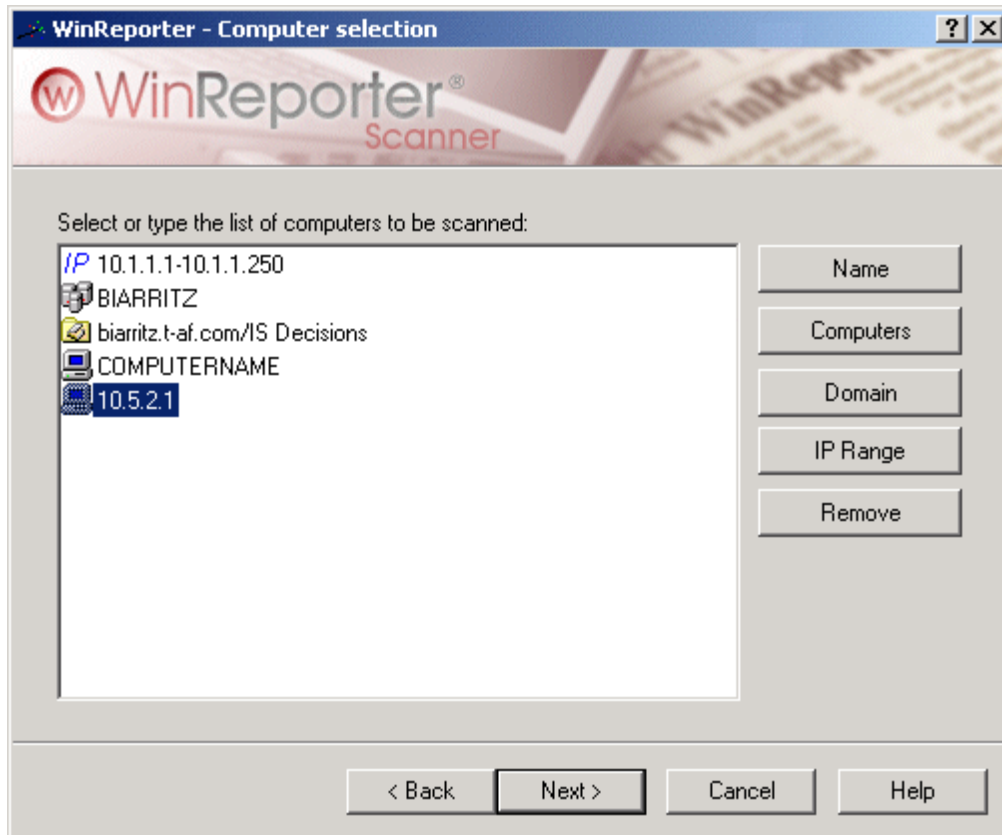 WinReporter - Computer selection
WinReporter®
Scanner
WinReporter
Select or type the list of computers to be scanned:
IP 10.1.1.1-10.1.1.250
BIARRITZ
biarritz.t-af.com/IS Decisions
COMPUTERNAME
10.5.2.1
Name
Computers
Domain
IP Range
Remove
< Back
Next >
Cancel
Help